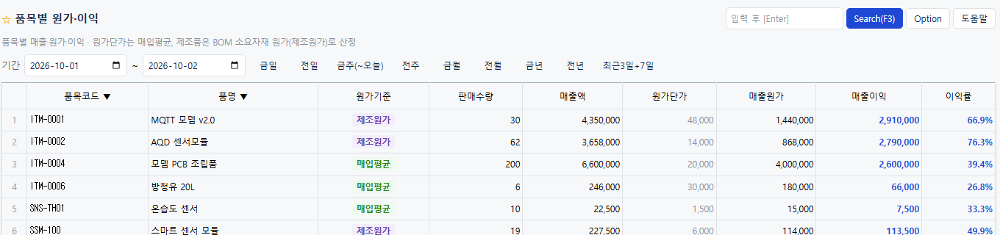 ☆ 품목별 원가·이익 입력 후 [Enter] Search(F3) Option 도움말
품목별 매출·원가·이익 · 원가단가는 매입평균, 제조품은 BOM 소요자재 원가(제조원가)로 산정
기간 2026-10-01 ~ 2026-10-02 금일 전일 금주(~오늘) 전주 금월 전월 금년 전년 최근3일+7일
품목코드 ▼ 품명 ▼ 원가기준 판매수량 매출액 원가단가 매출원가 매출이익 이익률
1 ITM-0001 MQTT 모뎀 v2.0 제조원가 30 4,350,000 48,000 1,440,000 2,910,000 66.9%
2 ITM-0002 AQD 센서모듈 제조원가 62 3,658,000 14,000 868,000 2,790,000 76.3%
3 ITM-0004 모뎀 PCB 조립품 매입평균 200 6,600,000 20,000 4,000,000 2,600,000 39.4%
4 ITM-0006 방청유 20L 매입평균 6 246,000 30,000 180,000 66,000 26.8%
5 SNS-TH01 온습도 센서 매입평균 10 22,500 1,500 15,000 7,500 33.3%
6 SSM-100 스마트 센서 모듈 제조원가 19 227,500 6,000 114,000 113,500 49.9%